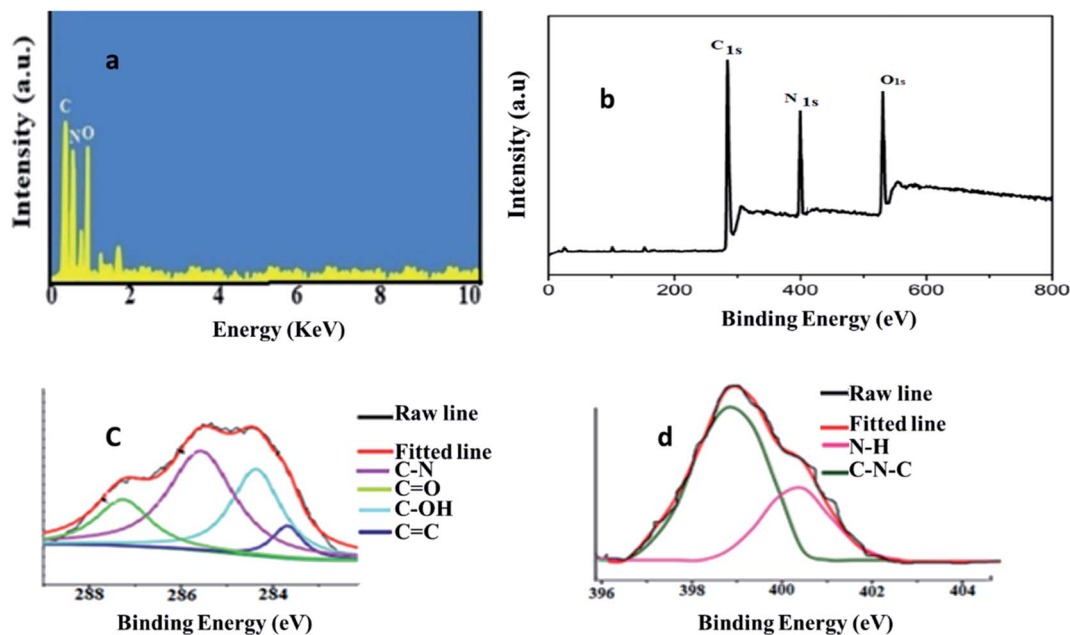 Intensity (a.u.)
a
C
N O
0 2 4 6 8 10
Energy (KeV)
Intensity (a.u)
b
C 1s
N 1s
O1s
0 200 400 600 800
Binding Energy (eV)
C
Raw line
Fitted line
C-N
C=O
C-OH
C=C
288 286 284
Binding Energy (eV)
d
Raw line
Fitted line
N-H
C-N-C
396 398 400 402 404
Binding Energy (eV)